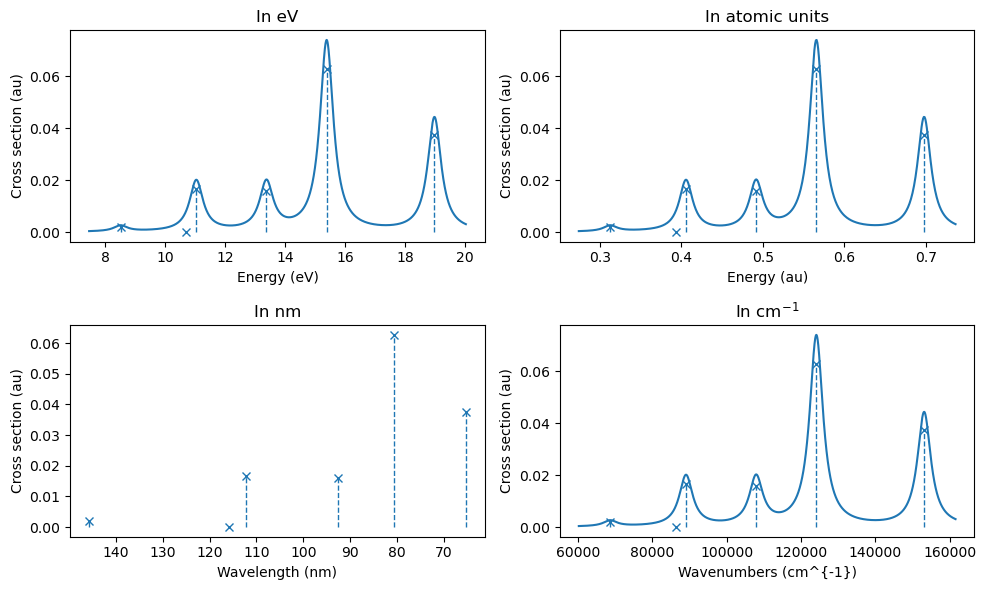 In eV
Cross section (au)
0.06
0.04
0.02
0.00
8 10 12 14 16 18 20
Energy (eV)
In atomic units
Cross section (au)
0.06
0.04
0.02
0.00
0.3 0.4 0.5 0.6 0.7
Energy (au)
In nm
Cross section (au)
0.06
0.05
0.04
0.03
0.02
0.01
0.00
140 130 120 110 100 90 80 70
Wavelength (nm)
In cm⁻¹
Cross section (au)
0.06
0.04
0.02
0.00
60000 80000 100000 120000 140000 160000
Wavenumbers (cm^{-1})